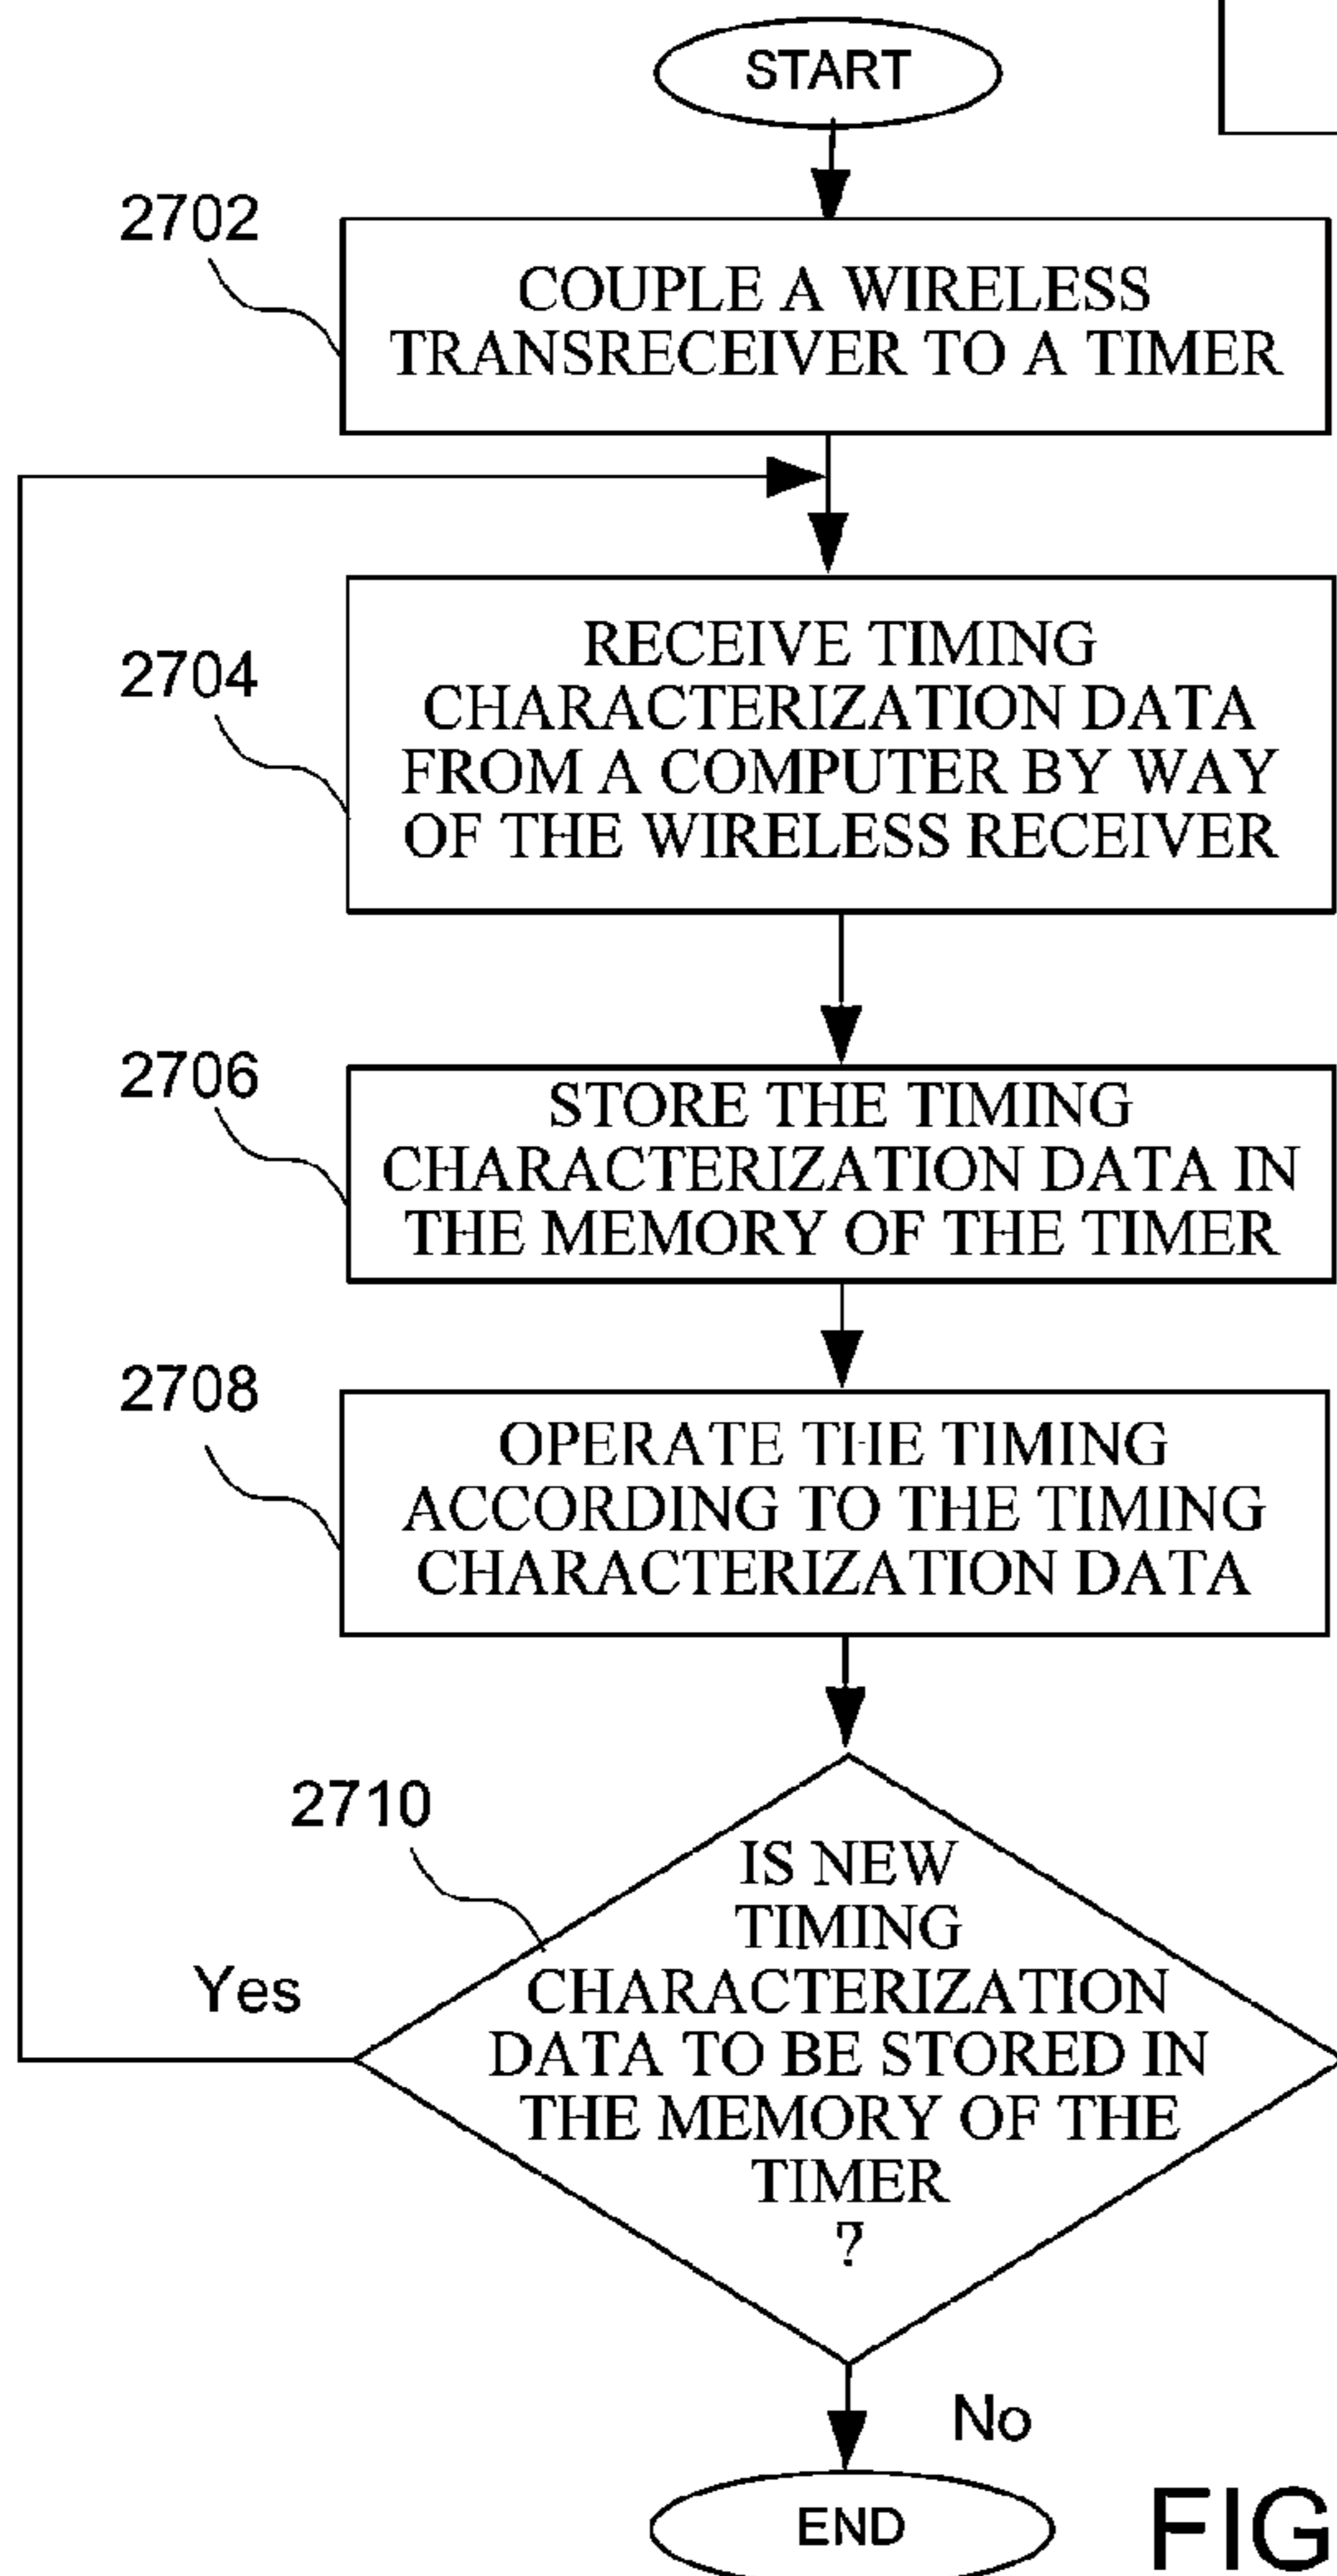 START
2702
COUPLE A WIRELESS
TRANSRECEIVER TO A TIMER
2704
RECEIVE TIMING
CHARACTERIZATION DATA
FROM A COMPUTER BY WAY
OF THE WIRELESS RECEIVER
2706
STORE THE TIMING
CHARACTERIZATION DATA IN
THE MEMORY OF THE TIMER
2708
OPERATE THE TIMING
ACCORDING TO THE TIMING
CHARACTERIZATION DATA
2710
IS NEW
TIMING
CHARACTERIZATION
DATA TO BE STORED IN
THE MEMORY OF THE
TIMER
?
Yes
No
END
FIG